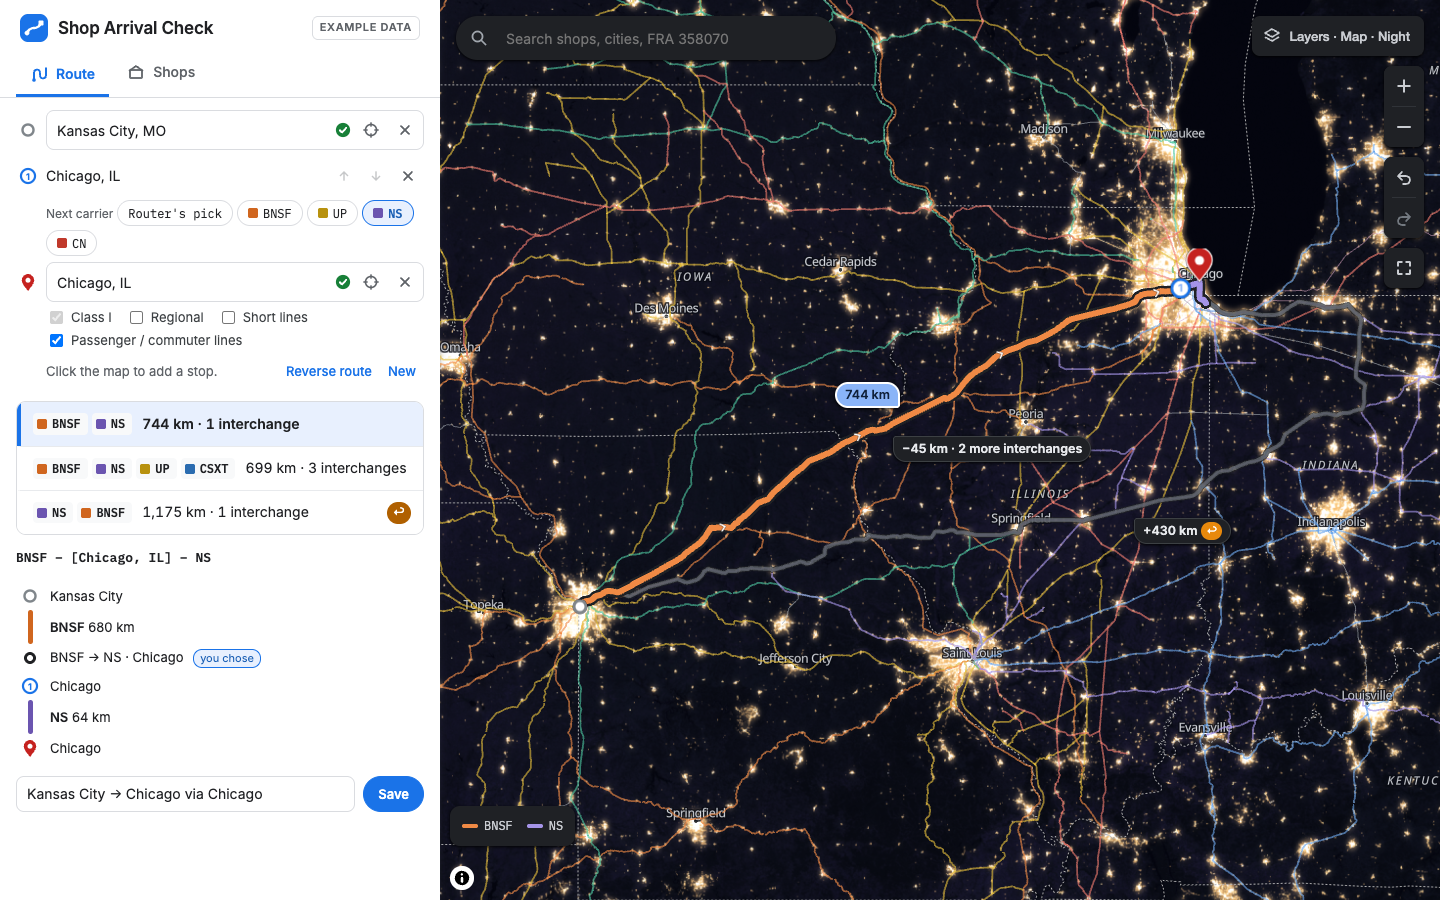 Shop Arrival Check
EXAMPLE DATA
Route
Shops
Kansas City, MO
1
Chicago, IL
Next carrier
Router's pick
BNSF
UP
NS
CN
Chicago, IL
Class I
Regional
Short lines
Passenger / commuter lines
Click the map to add a stop.
Reverse route
New
BNSF NS 744 km · 1 interchange
BNSF NS UP CSXT 699 km · 3 interchanges
NS BNSF 1,175 km · 1 interchange
BNSF – [Chicago, IL] – NS
Kansas City
BNSF 680 km
BNSF → NS · Chicago you chose
1 Chicago
NS 64 km
Chicago
Kansas City → Chicago via Chicago
Save
Search shops, cities, FRA 358070
Layers · Map · Night
M
Madison
Milwaukee
Cedar Rapids
IOWA
Des Moines
Omaha
1
744 km
Peoria
−45 km · 2 more interchanges
ILLINOIS
INDIANA
Springfield
+430 km
Indianapolis
Topeka
Jefferson City
Saint Louis
Louisville
Evansville
KENTUC
Springfield
BNSF NS